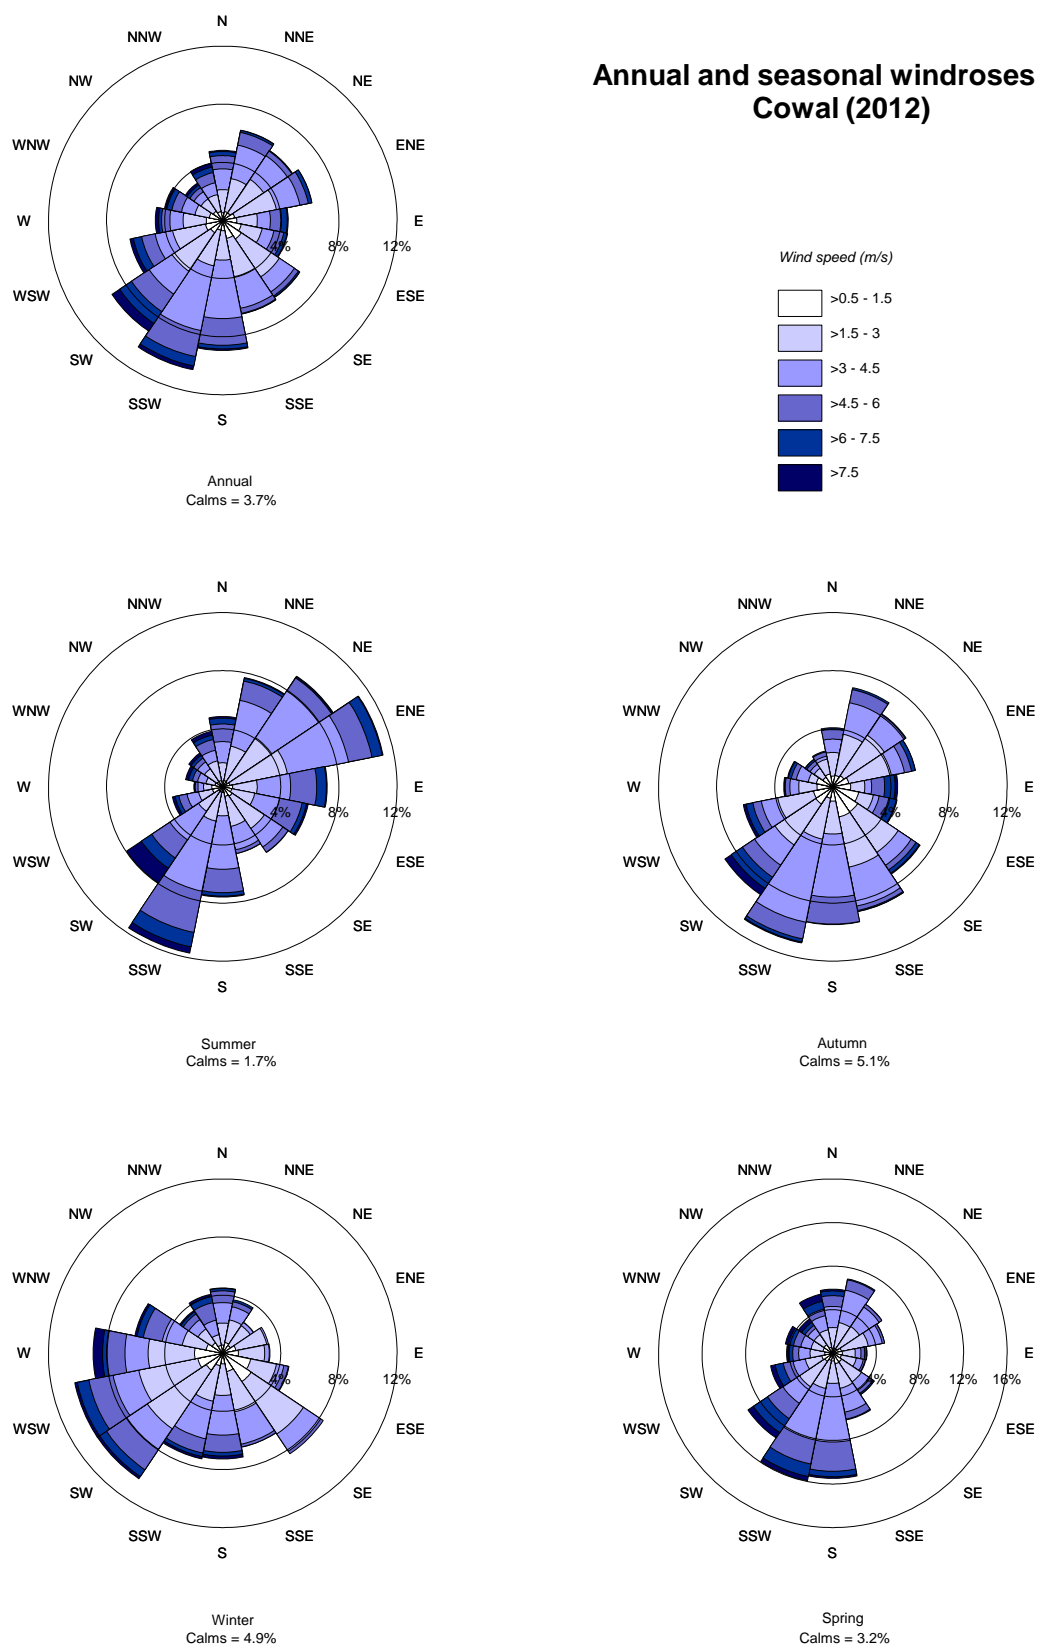 Annual and seasonal windroses
Cowal (2012)
N
NNW
NNE
NW
NE
WNW
ENE
W
E
4%
8%
12%
WSW
ESE
SW
SE
SSW
SSE
S
Annual
Calms = 3.7%
Wind speed (m/s)
>0.5 - 1.5
>1.5 - 3
>3 - 4.5
>4.5 - 6
>6 - 7.5
>7.5
N
NNW
NNE
NW
NE
WNW
ENE
W
E
4%
8%
12%
WSW
ESE
SW
SE
SSW
SSE
S
Summer
Calms = 1.7%
N
NNW
NNE
NW
NE
WNW
ENE
W
E
4%
8%
12%
WSW
ESE
SW
SE
SSW
SSE
S
Autumn
Calms = 5.1%
N
NNW
NNE
NW
NE
WNW
ENE
W
E
4%
8%
12%
WSW
ESE
SW
SE
SSW
SSE
S
Winter
Calms = 4.9%
N
NNW
NNE
NW
NE
WNW
ENE
W
E
4%
8%
12%
16%
WSW
ESE
SW
SE
SSW
SSE
S
Spring
Calms = 3.2%